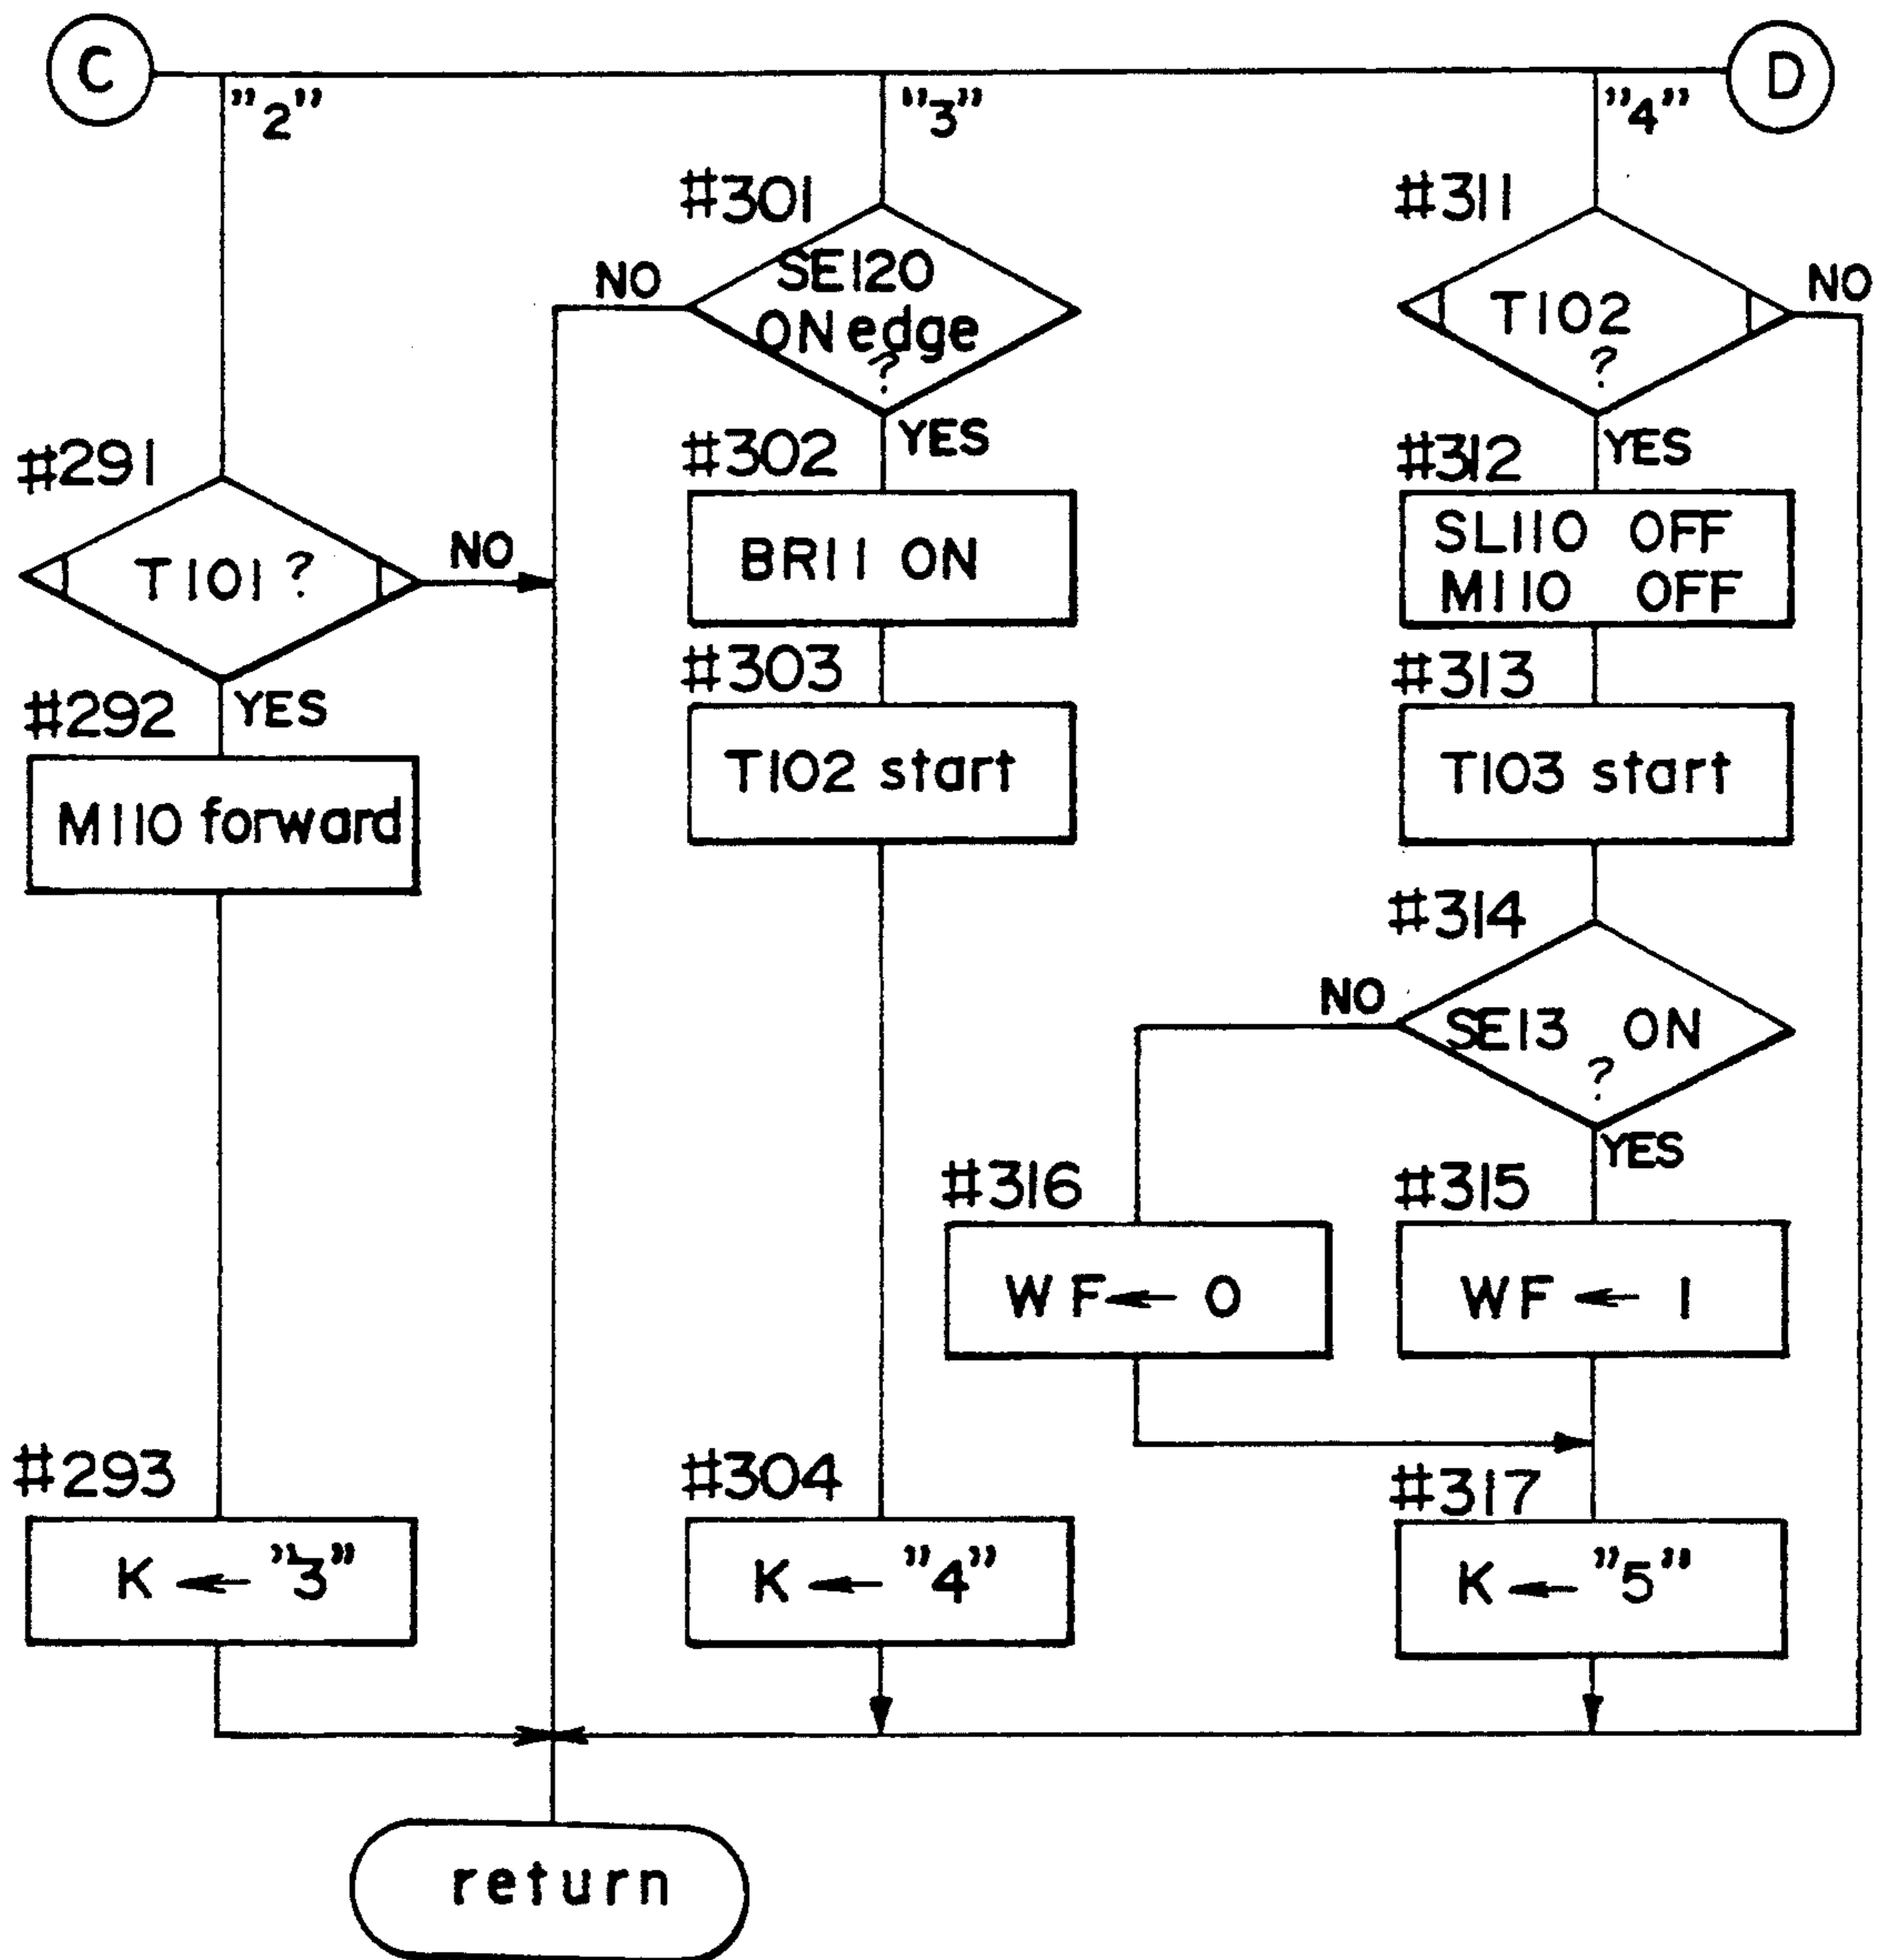 C
D
"2"
"3"
"4"
#291
T101 ?
NO
YES
#292
M110 forward
#293
K ← "3"
#301
SE120
ON edge
?
NO
YES
#302
BR11 ON
#303
T102 start
#304
K ← "4"
#311
T102
?
NO
YES
#312
SL110 OFF
M110 OFF
#313
T103 start
#314
SE13 ON
?
NO
YES
#316
WF ← 0
#315
WF ← 1
#317
K ← "5"
return